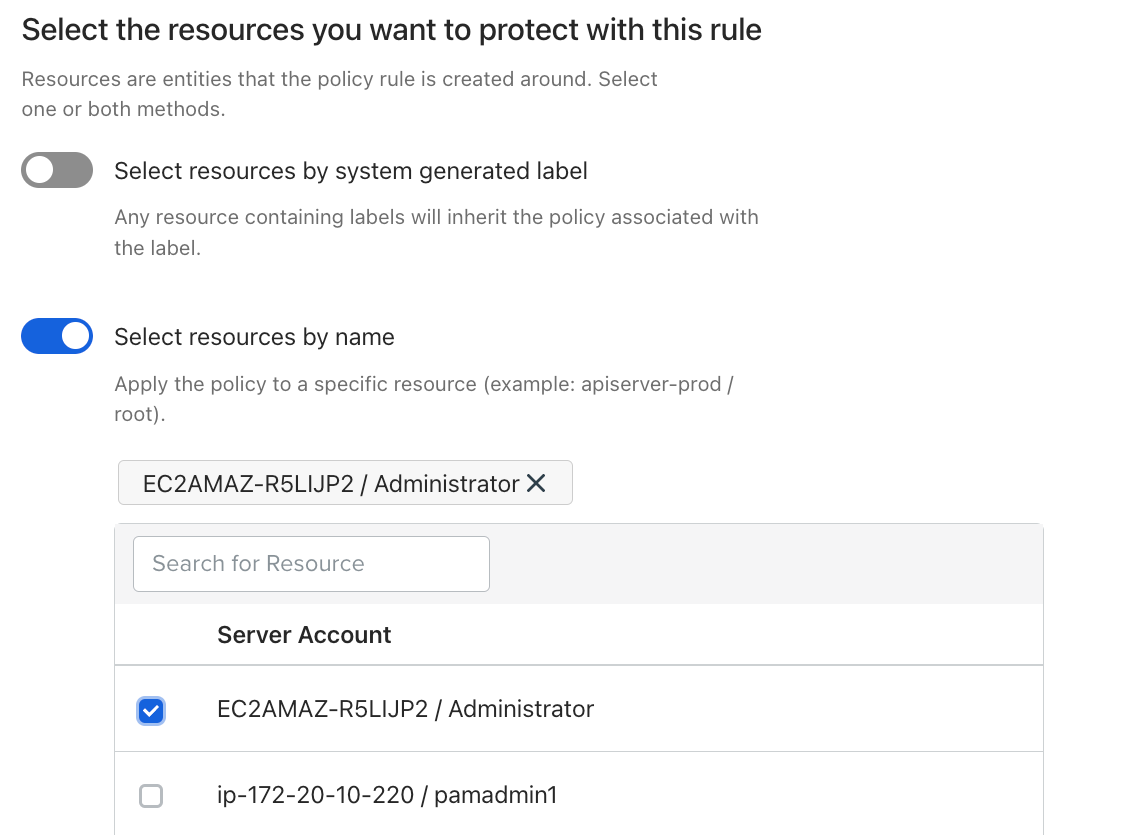 Select the resources you want to protect with this rule
Resources are entities that the policy rule is created around. Select
one or both methods.
Select resources by system generated label
Any resource containing labels will inherit the policy associated with
the label.
Select resources by name
Apply the policy to a specific resource (example: apiserver-prod /
root).
EC2AMAZ-R5LIJP2 / Administrator
Search for Resource
Server Account
EC2AMAZ-R5LIJP2 / Administrator
ip-172-20-10-220 / pamadmin1